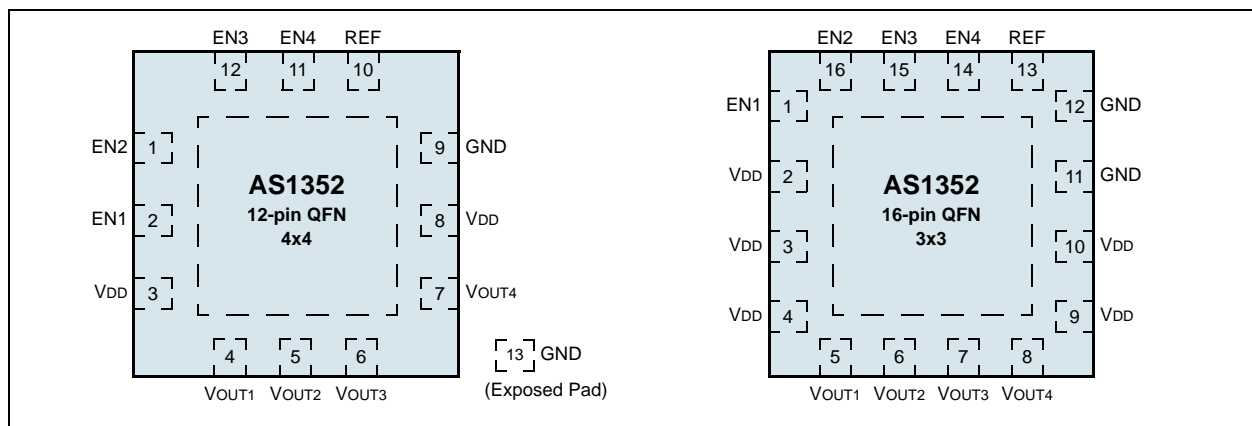 EN3 EN4 REF
12 11 10
EN2 1
9 GND
AS1352
12-pin QFN
4x4
EN1 2
8 VDD
VDD 3
7 VOUT4
4 5 6
VOUT1 VOUT2 VOUT3
13 GND
(Exposed Pad)
EN2 EN3 EN4 REF
16 15 14 13
EN1 1
12 GND
VDD 2
11 GND
AS1352
16-pin QFN
3x3
VDD 3
10 VDD
VDD 4
9 VDD
5 6 7 8
VOUT1 VOUT2 VOUT3 VOUT4